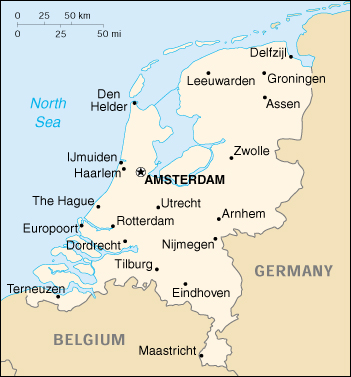 0 25 50 km
0 25 50 mi
Delfzijl
Leeuwarden
Groningen
Den
Helder
Assen
North
Sea
Zwolle
IJmuiden
Haarlem
AMSTERDAM
The Hague
Utrecht
Arnhem
Europoort
Rotterdam
Dordrecht
Nijmegen
Tilburg
GERMANY
Terneuzen
Eindhoven
BELGIUM
Maastricht